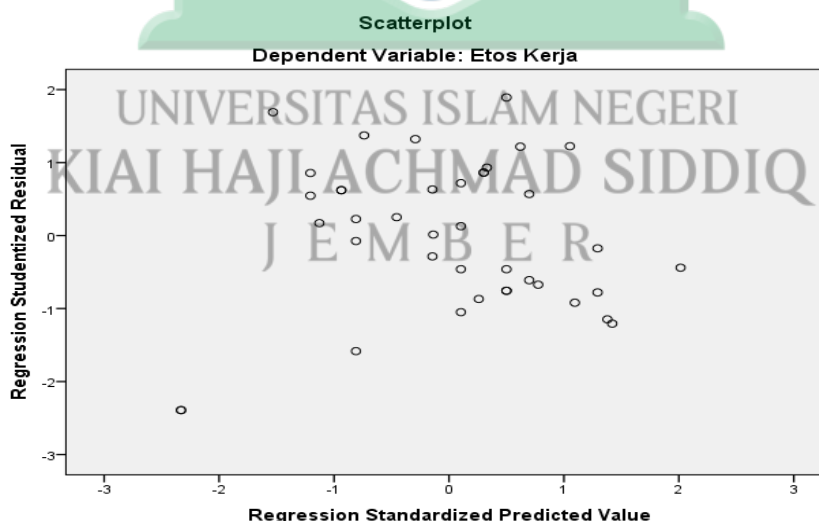 Scatterplot
Dependent Variable: Etos Kerja
UNIVERSITAS ISLAM NEGERI
KIAI HAJI ACHMAD SIDDIQ
J E M B E R
Regression Studentized Residual
2
1
0
-1
-2
-3
-3 -2 -1 0 1 2 3
Regression Standardized Predicted Value